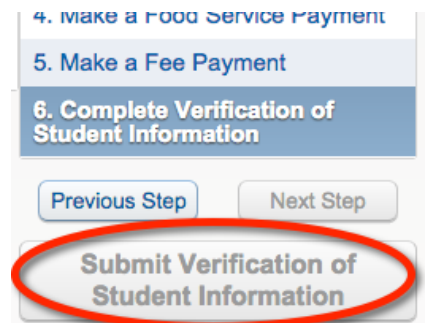 4. Make a Food Service Payment
5. Make a Fee Payment
6. Complete Verification of
Student Information
Previous Step Next Step
Submit Verification of
Student Information